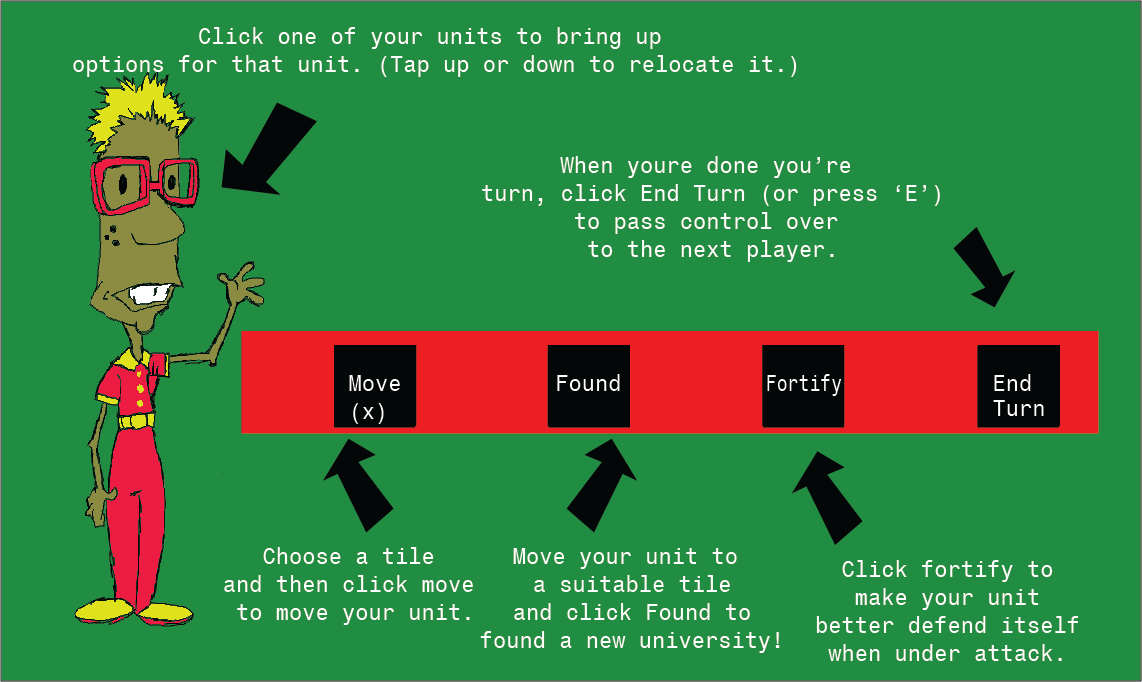 Click one of your units to bring up
options for that unit. (Tap up or down to relocate it.)
When youre done you’re
turn, click End Turn (or press ‘E’)
to pass control over
to the next player.
Move
(x)
Found
Fortify
End
Turn
Choose a tile
and then click move
to move your unit.
Move your unit to
a suitable tile
and click Found to
found a new university!
Click fortify to
make your unit
better defend itself
when under attack.